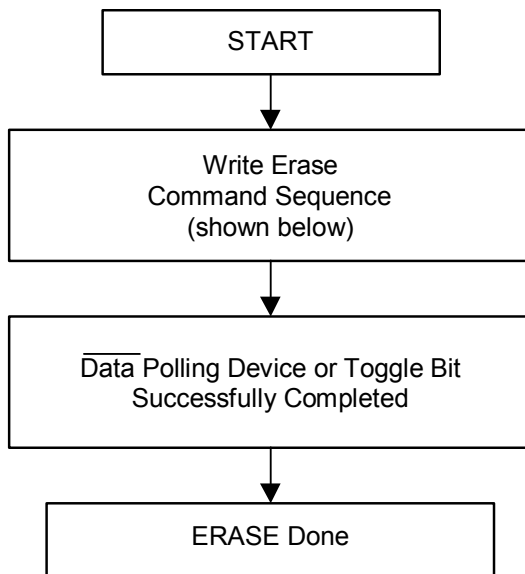 START
Write Erase
Command Sequence
(shown below)
Data Polling Device or Toggle Bit
Successfully Completed
ERASE Done